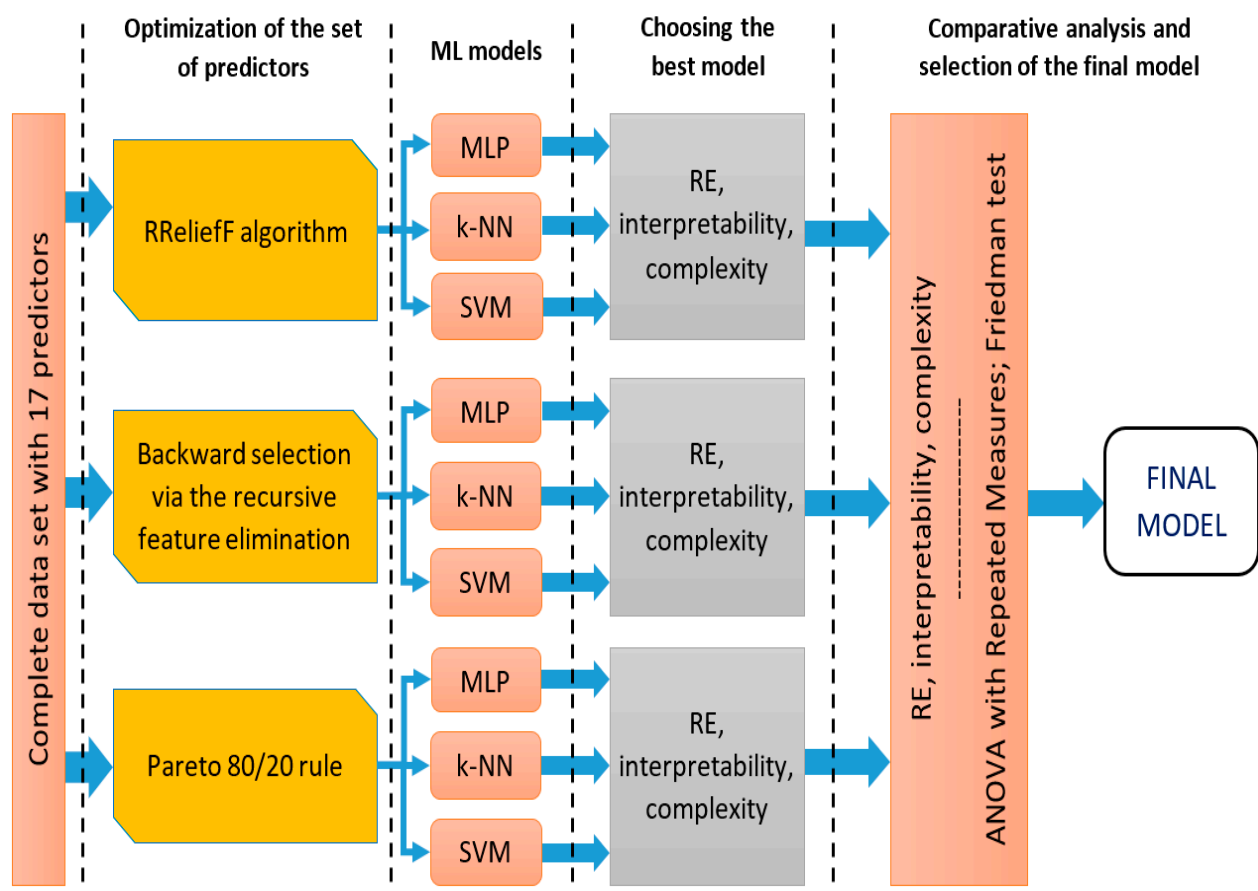 Optimization of the set
of predictors
ML models
Choosing the
best model
Comparative analysis and
selection of the final model
Complete data set with 17 predictors
RReliefF algorithm
MLP
k-NN
SVM
RE,
interpretability,
complexity
Backward selection
via the recursive
feature elimination
MLP
k-NN
SVM
RE,
interpretability,
complexity
Pareto 80/20 rule
MLP
k-NN
SVM
RE,
interpretability,
complexity
RE, interpretability, complexity
ANOVA with Repeated Measures; Friedman test
FINAL
MODEL